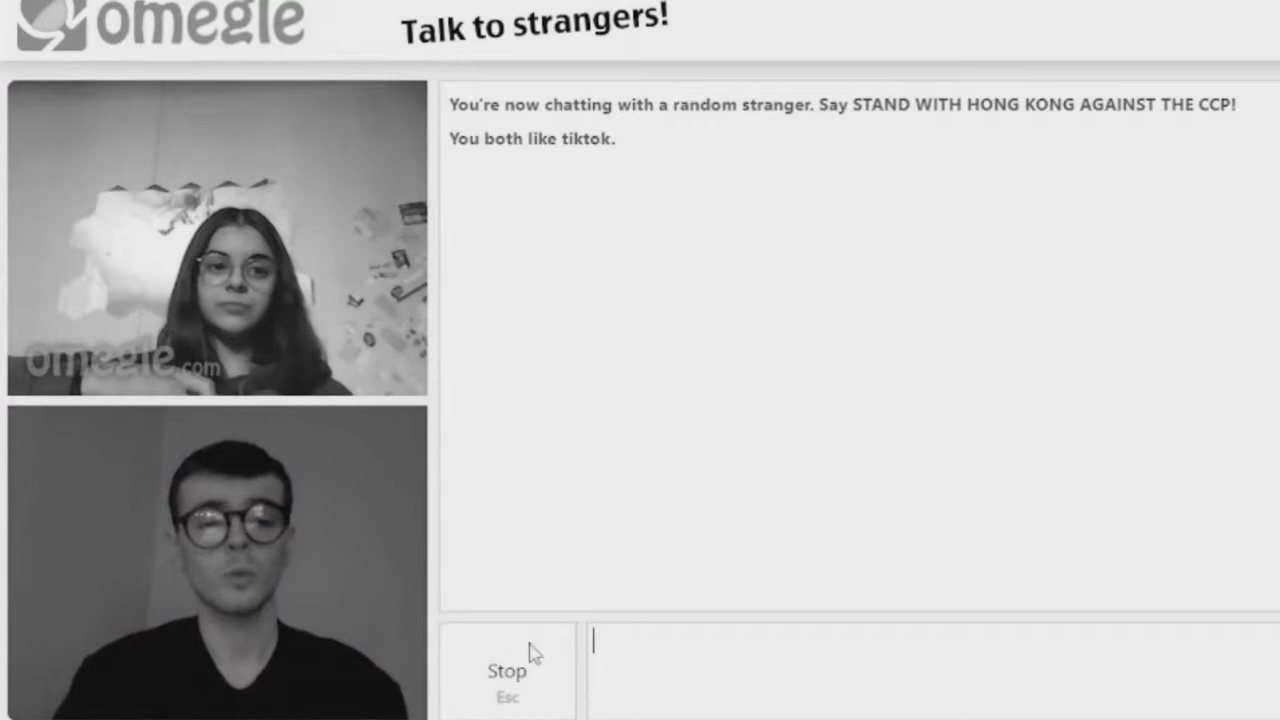 omegle
Talk to strangers!
You're now chatting with a random stranger. Say STAND WITH HONG KONG AGAINST THE CCP!
You both like tiktok.
omegle.com
Stop
Esc